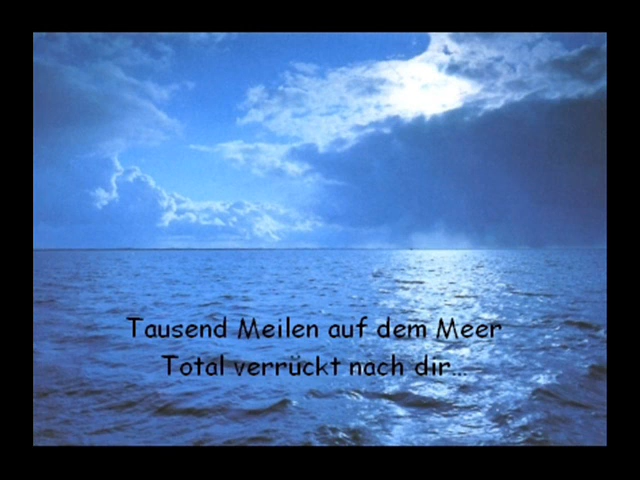 Tausend Meilen auf dem Meer
Total verrückt nach dir...